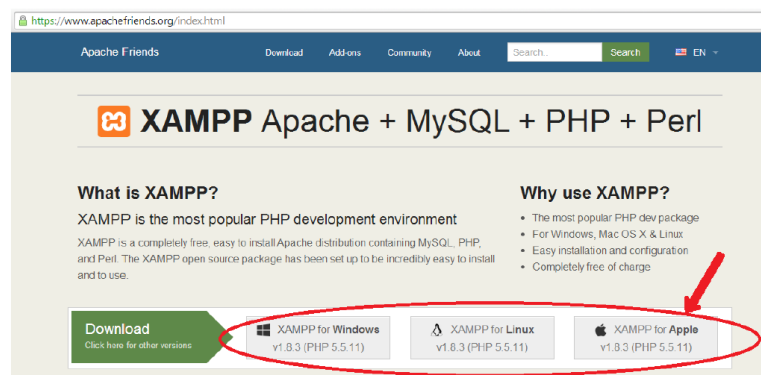 https://www.apachefriends.org/index.html
Apache Friends Download Add-ons Community About Search... Search EN
XAMPP Apache + MySQL + PHP + Perl
What is XAMPP?
XAMPP is the most popular PHP development environment
XAMPP is a completely free, easy to install Apache distribution containing MySQL, PHP,
and Perl. The XAMPP open source package has been set up to be incredibly easy to install
and to use.
Why use XAMPP?
• The most popular PHP dev package
• For Windows, Mac OS X & Linux
• Easy installation and configuration
• Completely free of charge
Download
Click here for other versions
XAMPP for Windows
v1.8.3 (PHP 5.5.11)
XAMPP for Linux
v1.8.3 (PHP 5.5.11)
XAMPP for Apple
v1.8.3 (PHP 5.5.11)